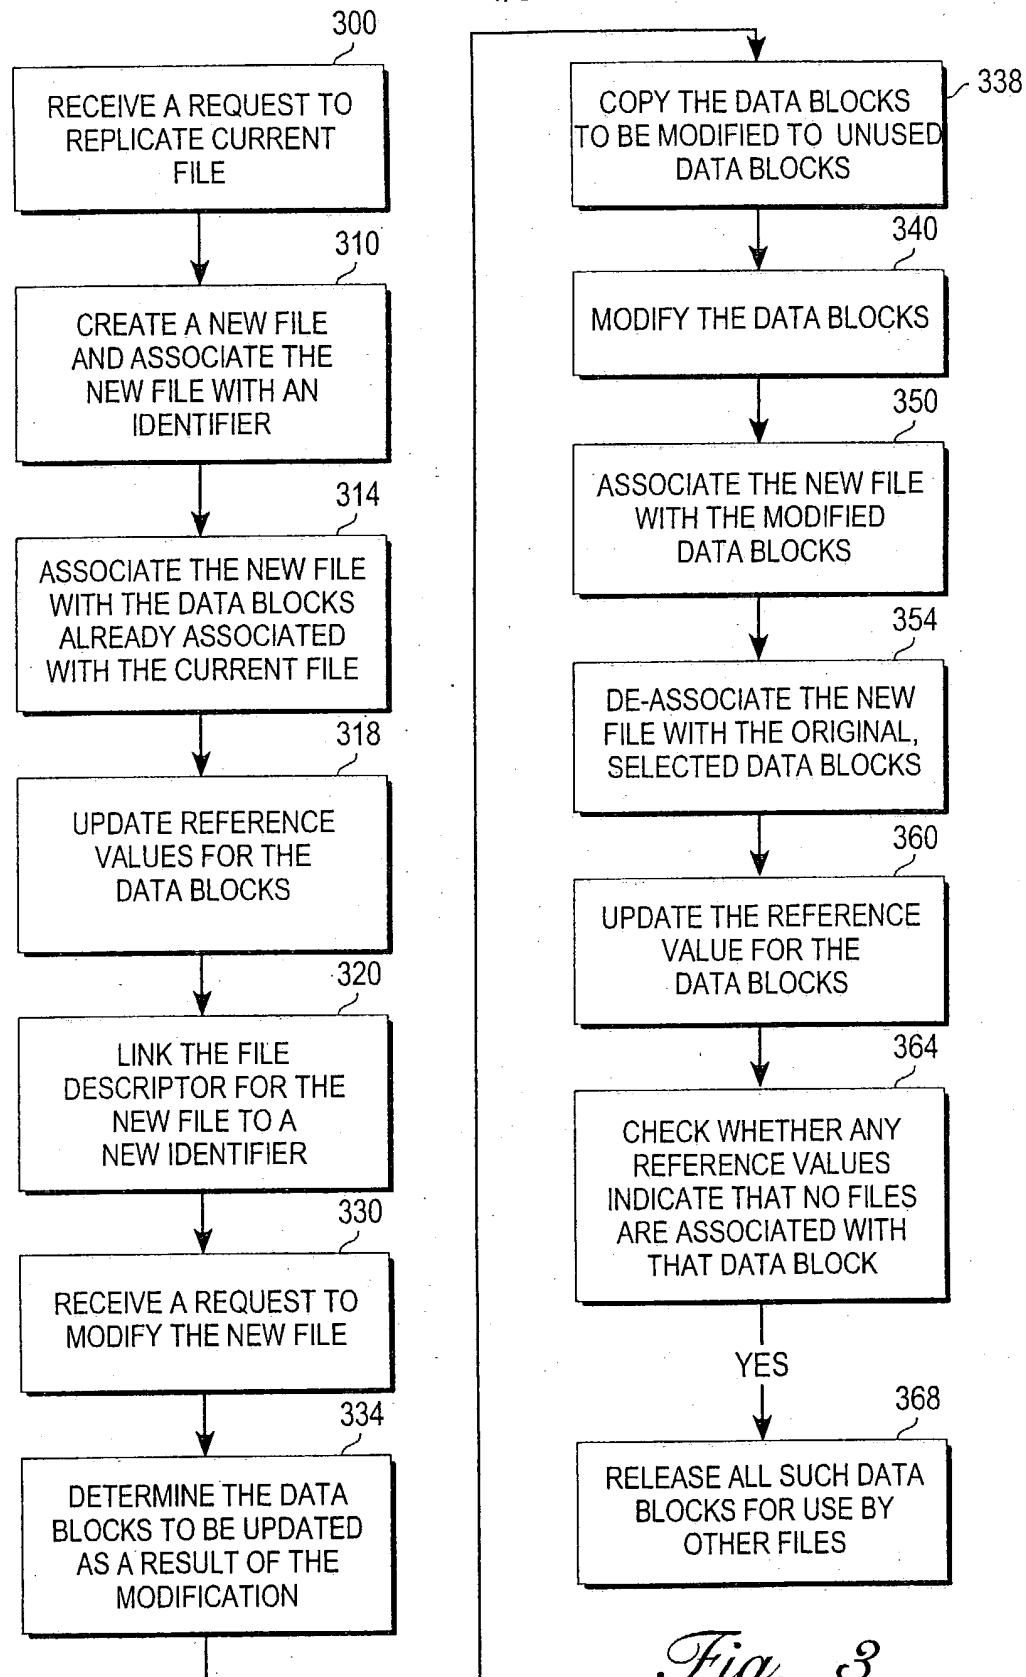 300
RECEIVE A REQUEST TO
REPLICATE CURRENT
FILE
310
CREATE A NEW FILE
AND ASSOCIATE THE
NEW FILE WITH AN
IDENTIFIER
314
ASSOCIATE THE NEW FILE
WITH THE DATA BLOCKS
ALREADY ASSOCIATED
WITH THE CURRENT FILE
318
UPDATE REFERENCE
VALUES FOR THE
DATA BLOCKS
320
LINK THE FILE
DESCRIPTOR FOR THE
NEW FILE TO A
NEW IDENTIFIER
330
RECEIVE A REQUEST TO
MODIFY THE NEW FILE
334
DETERMINE THE DATA
BLOCKS TO BE UPDATED
AS A RESULT OF THE
MODIFICATION
338
COPY THE DATA BLOCKS
TO BE MODIFIED TO UNUSED
DATA BLOCKS
340
MODIFY THE DATA BLOCKS
350
ASSOCIATE THE NEW FILE
WITH THE MODIFIED
DATA BLOCKS
354
DE-ASSOCIATE THE NEW
FILE WITH THE ORIGINAL,
SELECTED DATA BLOCKS
360
UPDATE THE REFERENCE
VALUE FOR THE
DATA BLOCKS
364
CHECK WHETHER ANY
REFERENCE VALUES
INDICATE THAT NO FILES
ARE ASSOCIATED WITH
THAT DATA BLOCK
YES
368
RELEASE ALL SUCH DATA
BLOCKS FOR USE BY
OTHER FILES
Fig. 3